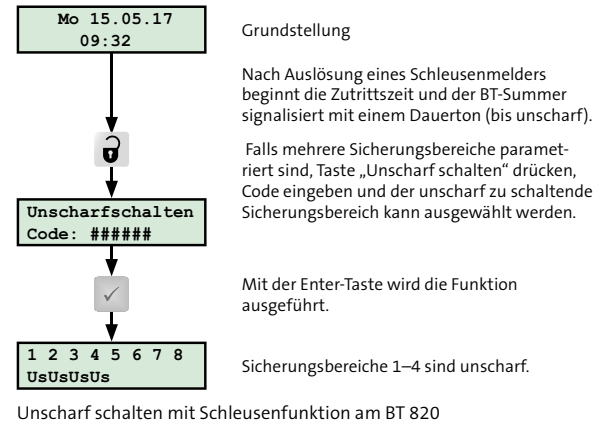 Mo 15.05.17
09:32
Grundstellung
Nach Auslösung eines Schleusenmelders
beginnt die Zutrittszeit und der BT-Summer
signalisiert mit einem Dauerton (bis unscharf).
Falls mehrere Sicherungsbereiche paramet-
riert sind, Taste „Unscharf schalten“ drücken,
Code eingeben und der unscharf zu schaltende
Sicherungsbereich kann ausgewählt werden.
Unscharfschalten
Code: ######
Mit der Enter-Taste wird die Funktion
ausgeführt.
1 2 3 4 5 6 7 8
UsUsUsUs
Sicherungsbereiche 1–4 sind unscharf.
Unscharf schalten mit Schleusenfunktion am BT 820